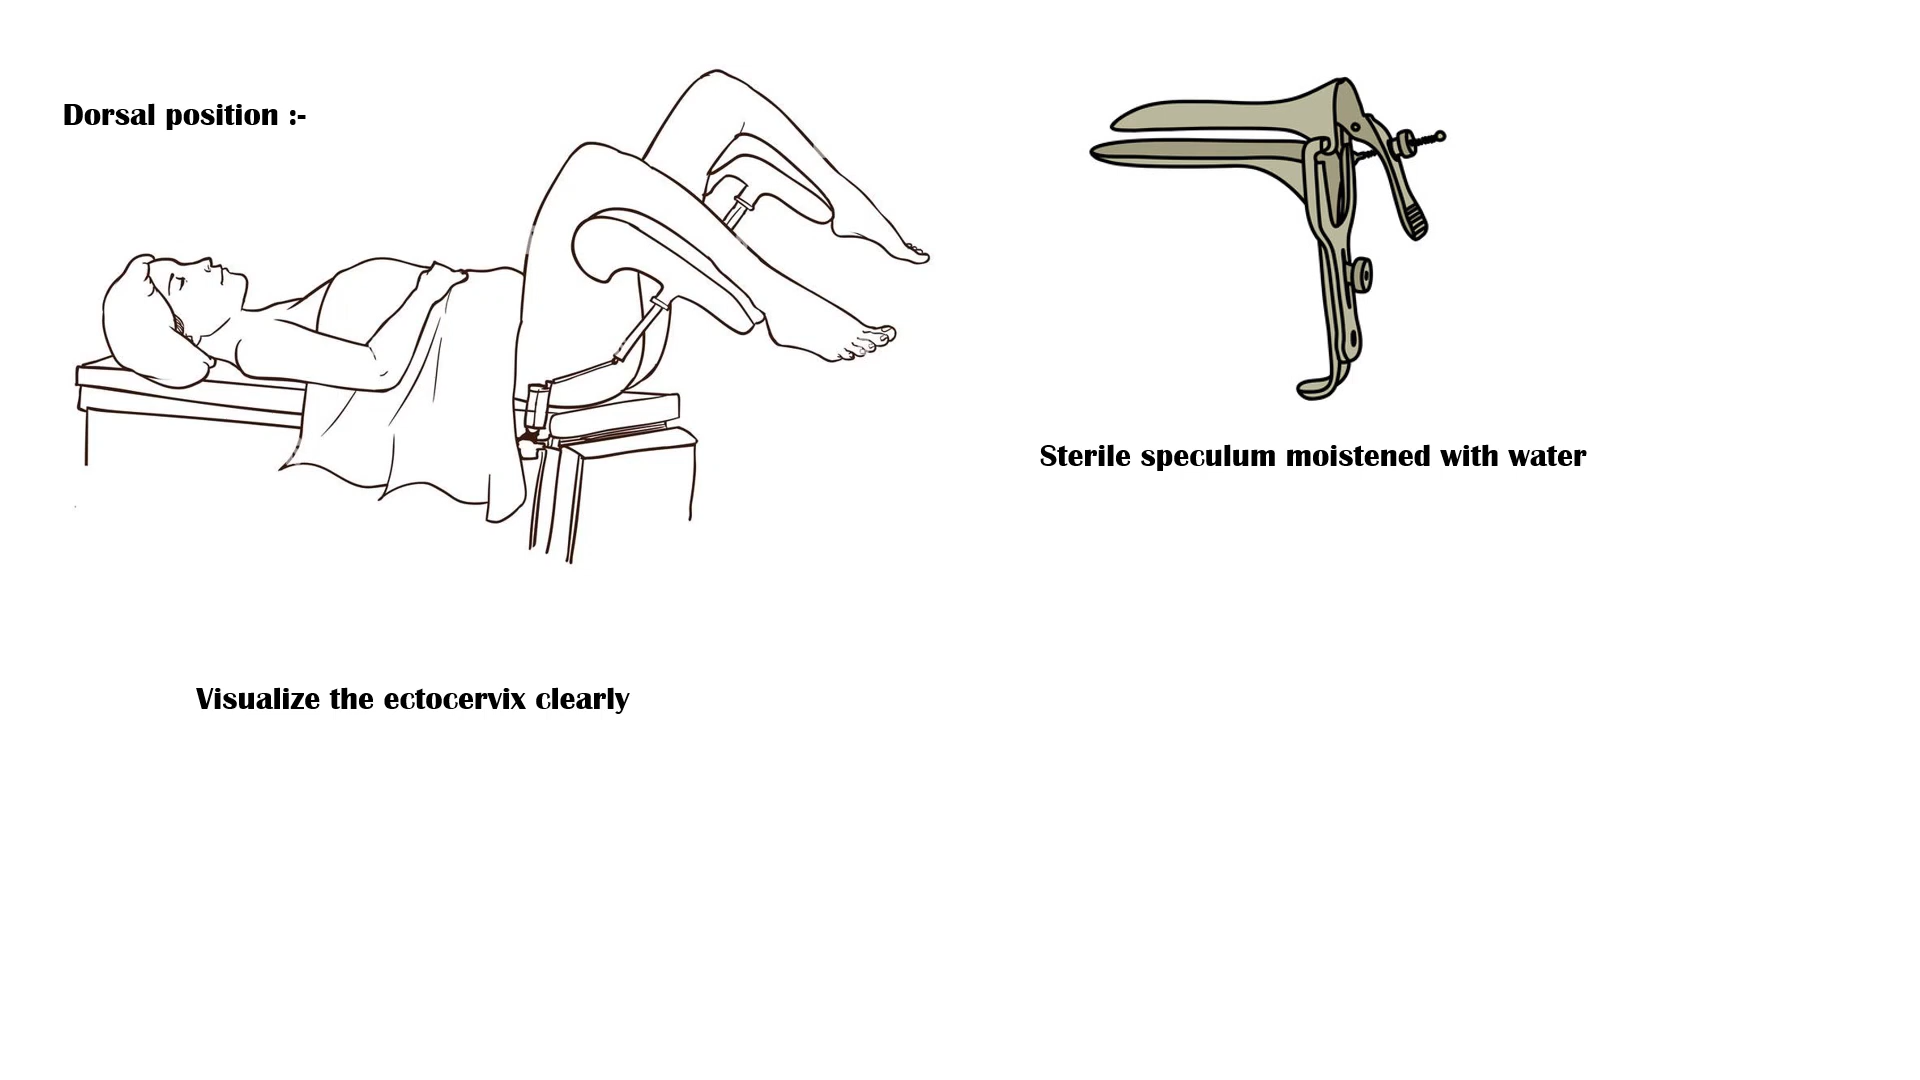 Dorsal position :-
Sterile speculum moistened with water
Visualize the ectocervix clearly